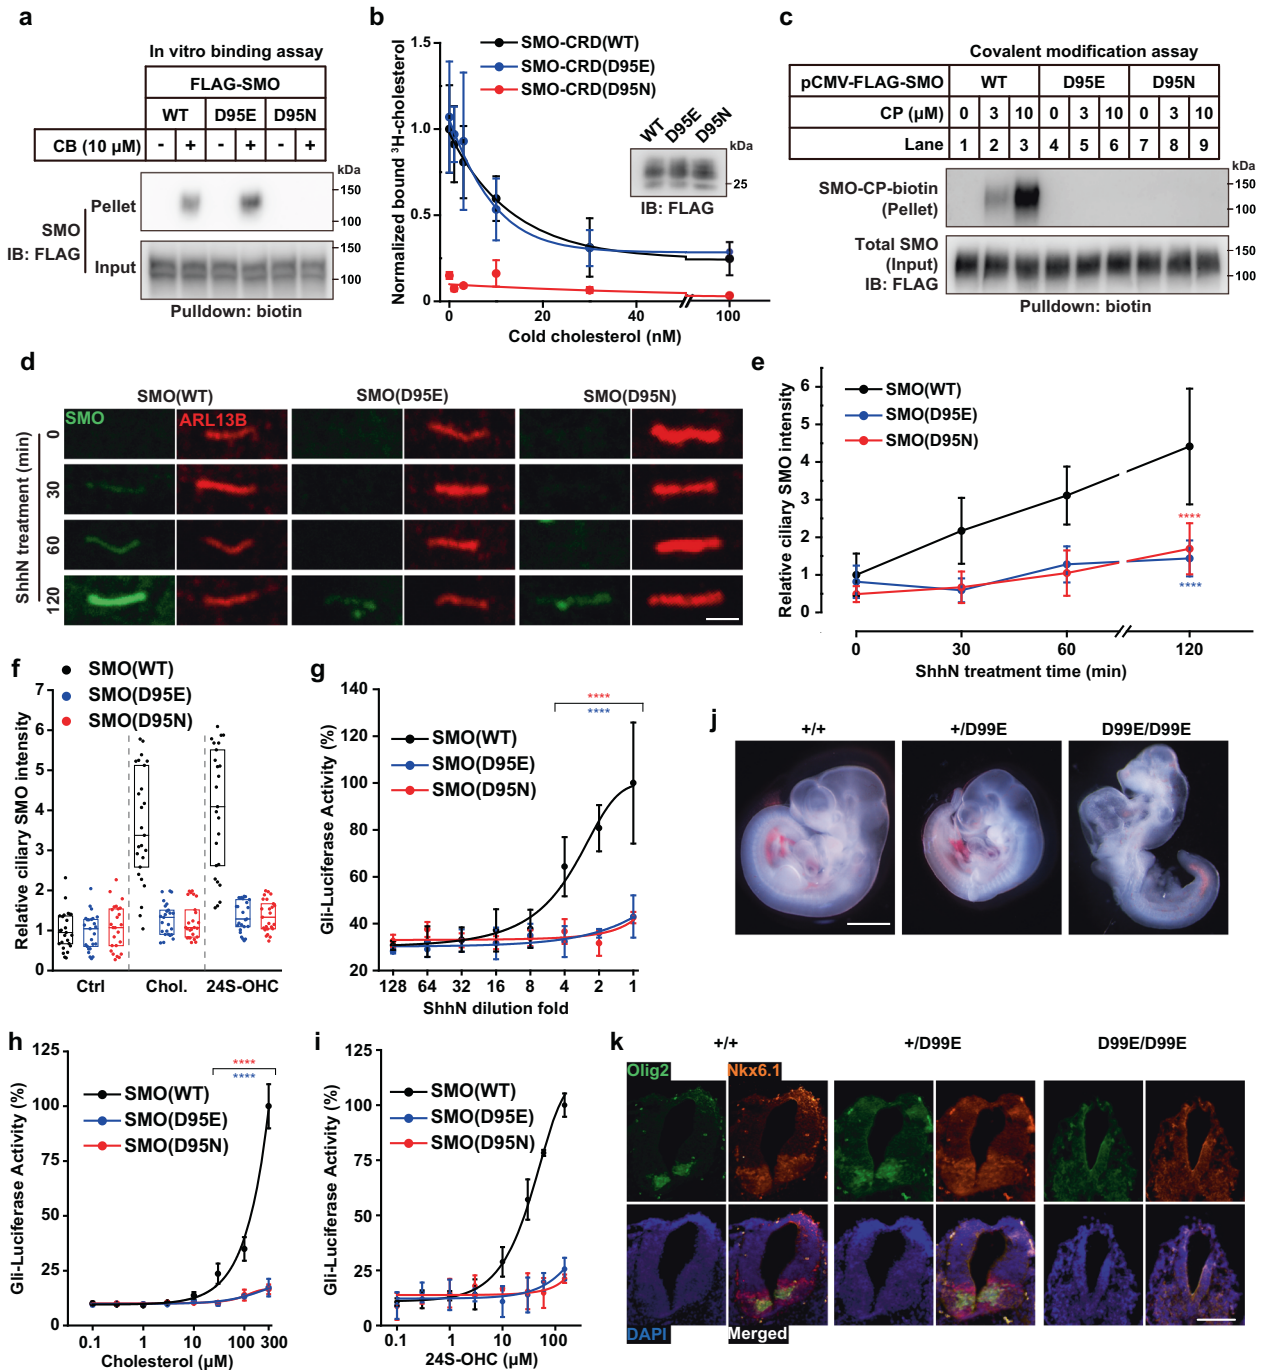 a
In vitro binding assay
FLAG-SMO
WT D95E D95N
CB (10 µM) - + - + - +
kDa
Pellet
150
100
SMO
IB: FLAG
Input
150
100
Pulldown: biotin
b
SMO-CRD(WT)
SMO-CRD(D95E)
SMO-CRD(D95N)
Normalized bound ³H-cholesterol
1.5
1.0
0.5
0
0 20 40 100
Cold cholesterol (nM)
WT D95E D95N
kDa
25
IB: FLAG
c
Covalent modification assay
pCMV-FLAG-SMO WT D95E D95N
CP (µM) 0 3 10 0 3 10 0 3 10
Lane 1 2 3 4 5 6 7 8 9
kDa
SMO-CP-biotin
(Pellet)
150
100
Total SMO
(Input)
IB: FLAG
150
100
Pulldown: biotin
d
SMO(WT) SMO(D95E) SMO(D95N)
SMO ARL13B
ShhN treatment (min)
0
30
60
120
e
SMO(WT)
SMO(D95E)
SMO(D95N)
Relative ciliary SMO intensity
6
5
4
3
2
1
0
****
****
0 30 60 120
ShhN treatment time (min)
f
SMO(WT)
SMO(D95E)
SMO(D95N)
Relative ciliary SMO intensity
7
6
5
4
3
2
1
0
Ctrl Chol. 24S-OHC
g
SMO(WT)
SMO(D95E)
SMO(D95N)
****
****
Gli-Luciferase Activity (%)
140
120
100
80
60
40
20
128 64 32 16 8 4 2 1
ShhN dilution fold
j
+/+ +/D99E D99E/D99E
h
SMO(WT)
SMO(D95E)
SMO(D95N)
****
****
Gli-Luciferase Activity (%)
125
100
75
50
25
0
0.1 1 10 100 300
Cholesterol (µM)
i
SMO(WT)
SMO(D95E)
SMO(D95N)
Gli-Luciferase Activity (%)
125
100
75
50
25
0
0.1 1 10 100
24S-OHC (µM)
k
+/+ +/D99E D99E/D99E
Olig2 Nkx6.1
DAPI Merged